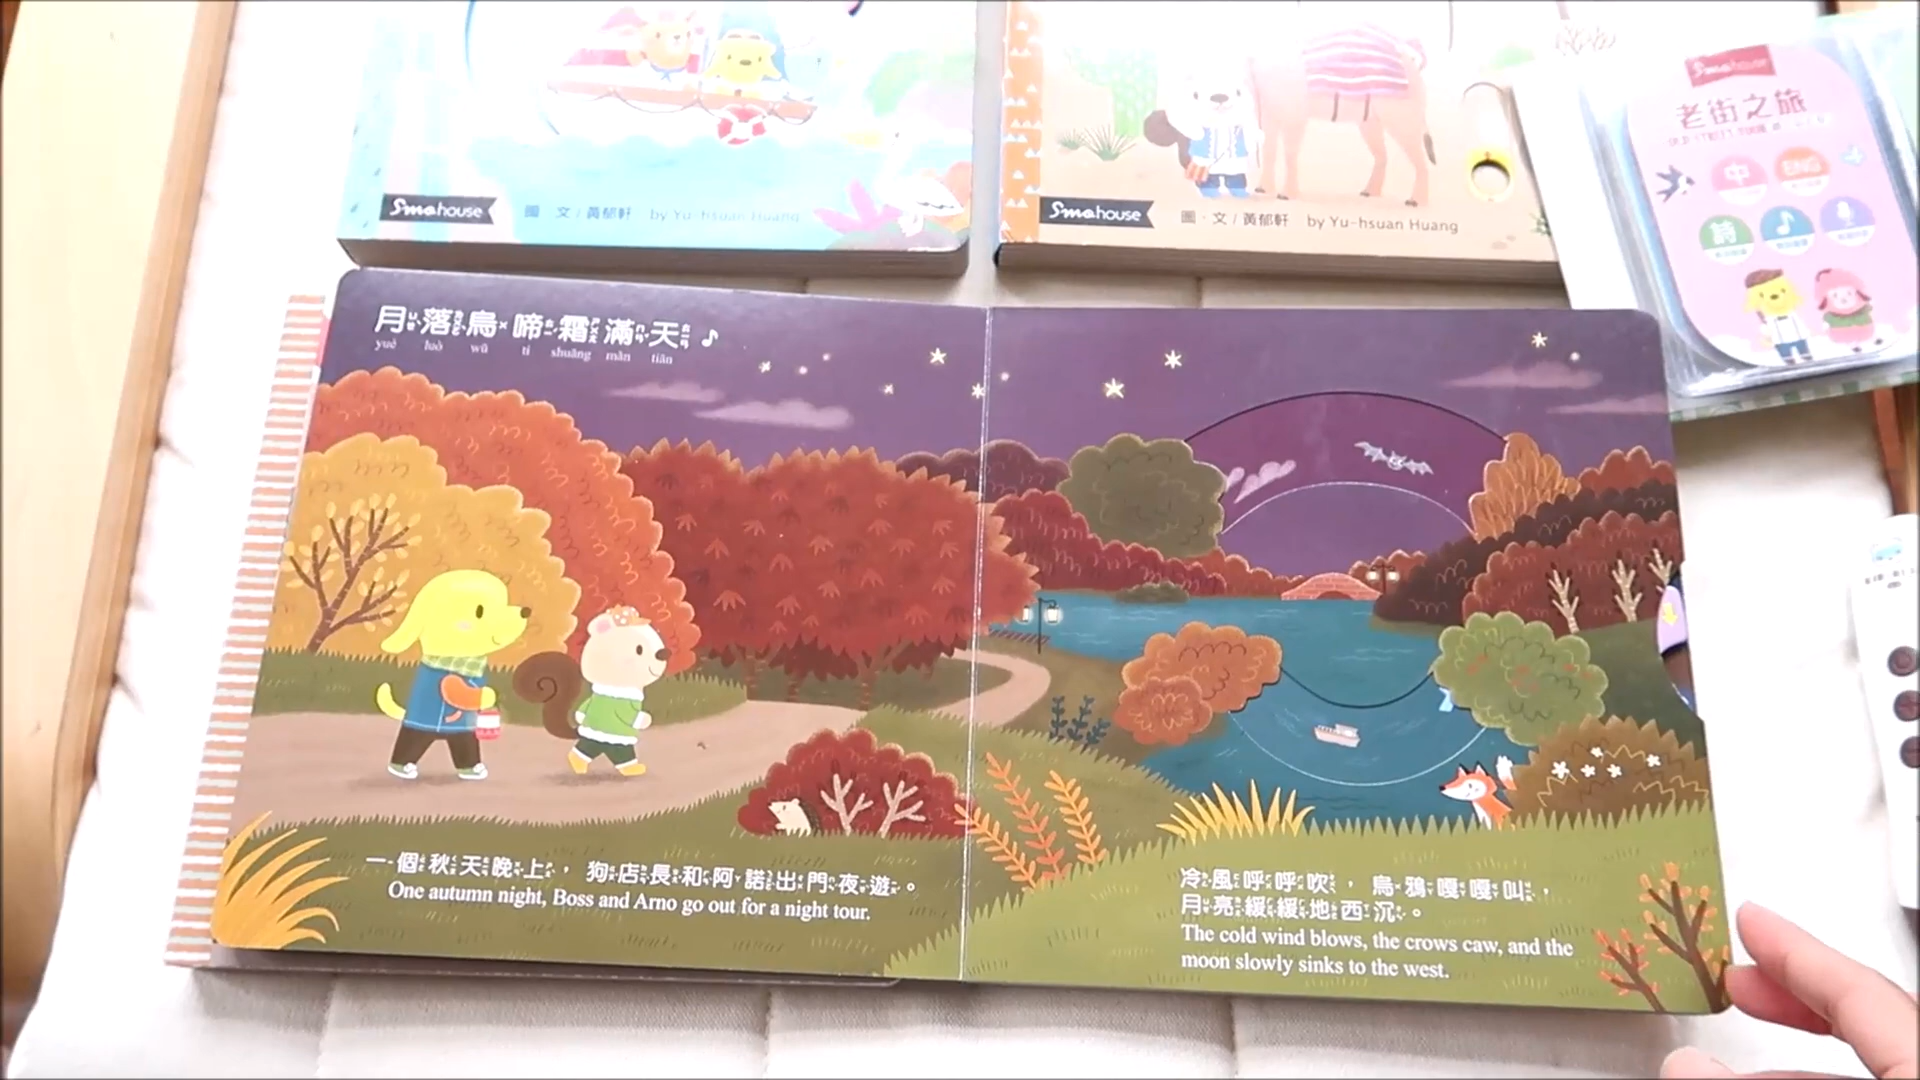 Smahouse
圖・文/黃郁軒 by Yu-hsuan Huang
Smahouse
圖・文/黃郁軒 by Yu-hsuan Huang
Smahouse
老街之旅
中
ENG
詩
月落烏啼霜滿天♪
yuè luò wū tí shuāng mǎn tiān
一個秋天晚上，狗店長和阿諾出門夜遊。
One autumn night, Boss and Arno go out for a night tour.
冷風呼呼吹，烏鴉嘎嘎叫，
月亮緩緩地西沉。
The cold wind blows, the crows caw, and the
moon slowly sinks to the west.